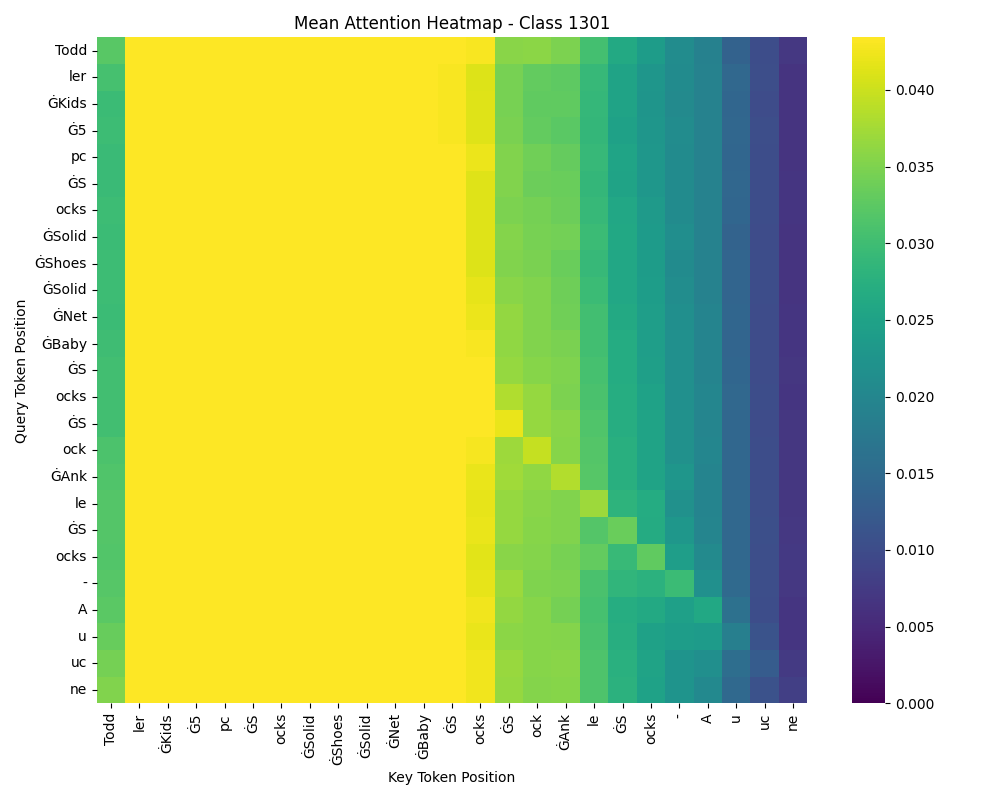 Mean Attention Heatmap - Class 1301
Query Token Position
Todd
ler
ĠKids
Ġ5
pc
ĠS
ocks
ĠSolid
ĠShoes
ĠSolid
ĠNet
ĠBaby
ĠS
ocks
ĠS
ock
ĠAnk
le
ĠS
ocks
-
A
u
uc
ne
Todd
ler
ĠKids
Ġ5
pc
ĠS
ocks
ĠSolid
ĠShoes
ĠSolid
ĠNet
ĠBaby
ĠS
ocks
ĠS
ock
ĠAnk
le
ĠS
ocks
-
A
u
uc
ne
Key Token Position
0.040
0.035
0.030
0.025
0.020
0.015
0.010
0.005
0.000